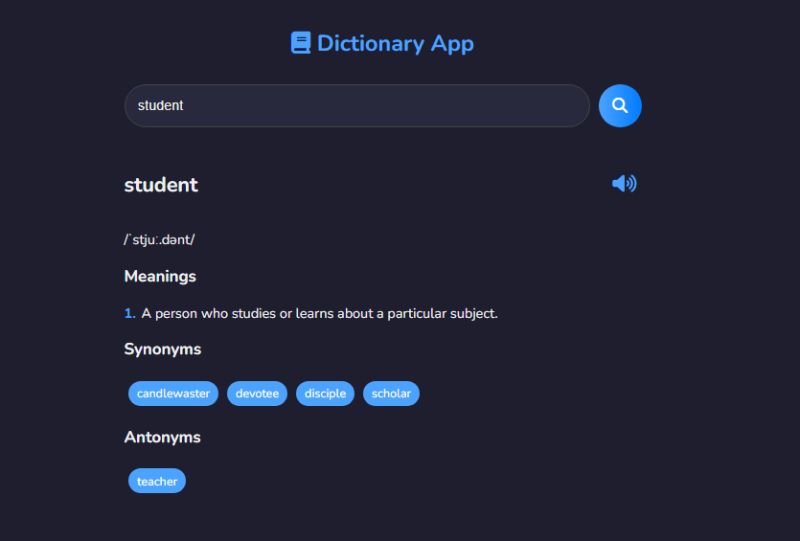 Dictionary App
student
student
/ˈstjuː.dənt/
Meanings
1. A person who studies or learns about a particular subject.
Synonyms
candlewaster devotee disciple scholar
Antonyms
teacher